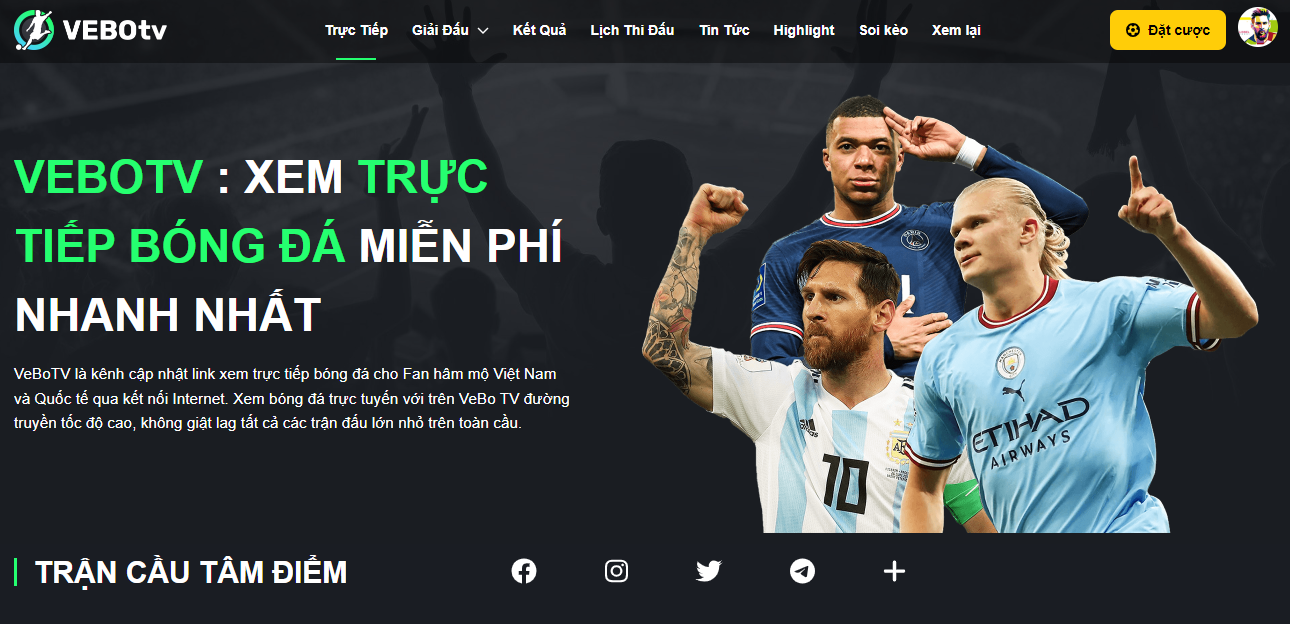 VEBOtv
Trực Tiếp Giải Đấu Kết Quả Lịch Thi Đấu Tin Tức Highlight Soi kèo Xem lại Đặt cược
VEBOTV : XEM TRỰC
TIẾP BÓNG ĐÁ MIỄN PHÍ
NHANH NHẤT
VeBoTV là kênh cập nhật link xem trực tiếp bóng đá cho Fan hâm mộ Việt Nam
và Quốc tế qua kết nối Internet. Xem bóng đá trực tuyến với trên VeBo TV đường
truyền tốc độ cao, không giật lag tất cả các trận đấu lớn nhỏ trên toàn cầu.
PARIS
adidas
AFA
10
ETIHAD
AIRWAYS
TRẬN CẦU TÂM ĐIỂM